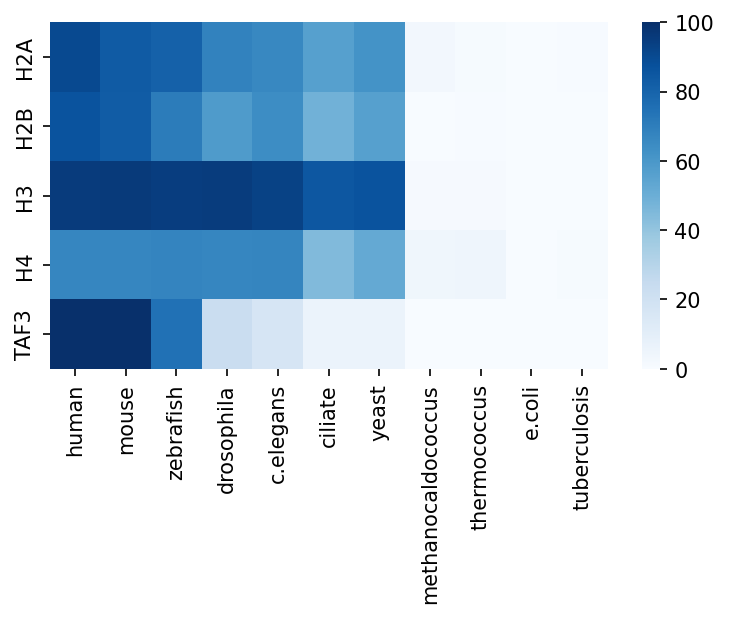 H2A
H2B
H3
H4
TAF3
human
mouse
zebrafish
drosophila
c.elegans
ciliate
yeast
methanocaldococcus
thermococcus
e.coli
tuberculosis
100
80
60
40
20
0